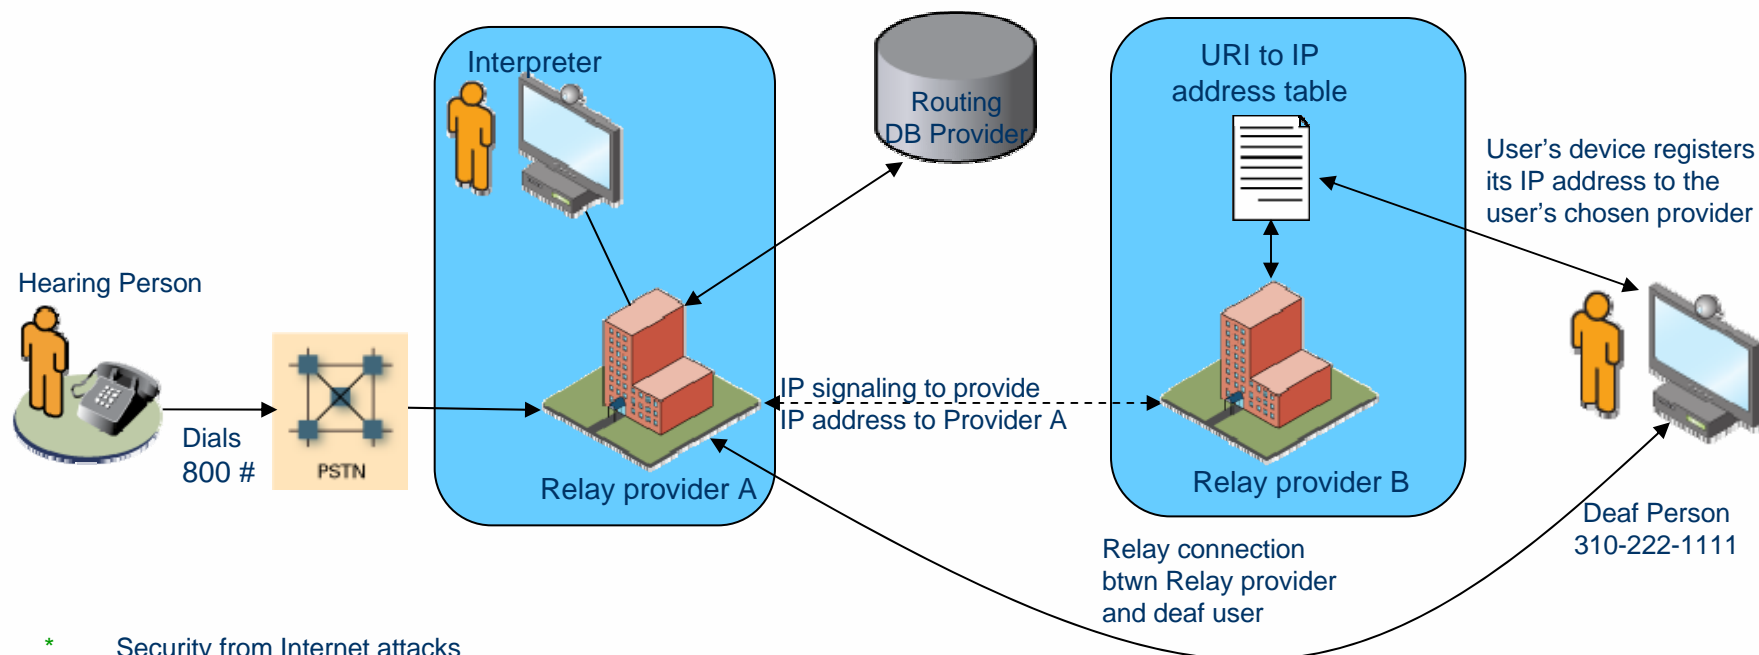 Interpreter
Routing
DB Provider
URI to IP
address table
User's device registers
its IP address to the
user's chosen provider
Hearing Person
Dials
800 #
PSTN
IP signaling to provide
IP address to Provider A
Relay provider A
Relay provider B
Deaf Person
310-222-1111
Relay connection
btwn Relay provider
and deaf user
* Security from Internet attacks